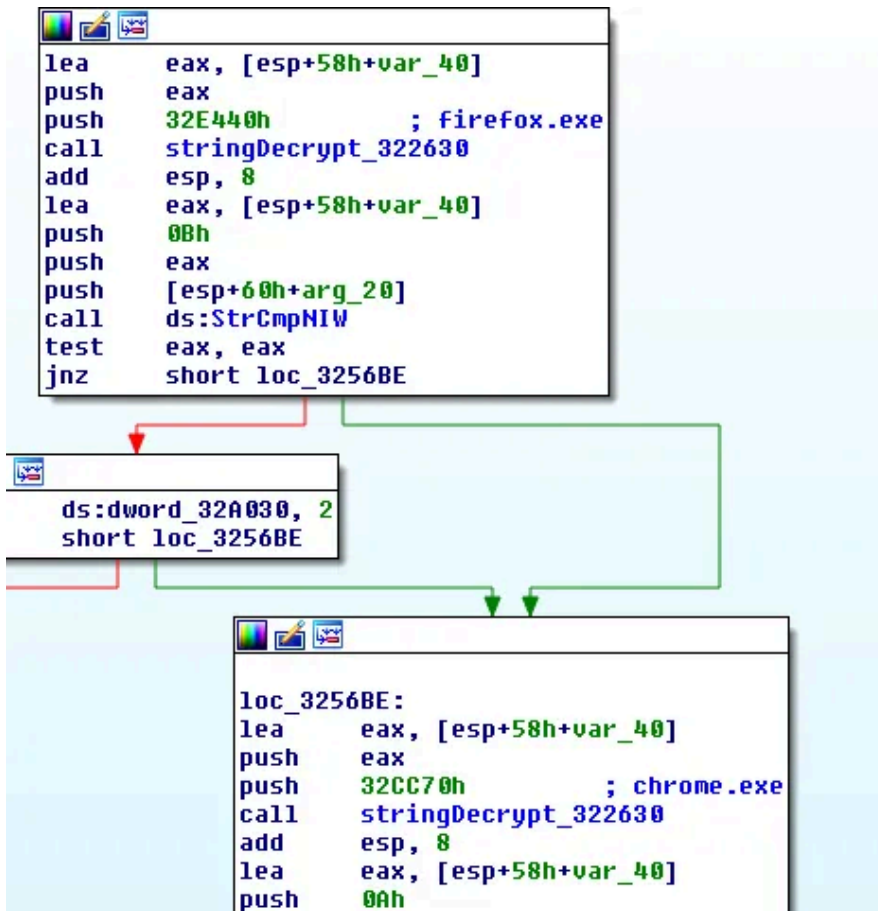 lea eax, [esp+58h+var_40]
push eax
push 32E440h ; firefox.exe
call stringDecrypt_322630
add esp, 8
lea eax, [esp+58h+var_40]
push 0Bh
push eax
push [esp+60h+arg_20]
call ds:StrCmpNIW
test eax, eax
jnz short loc_3256BE
ds:dword_32A030, 2
short loc_3256BE
loc_3256BE:
lea eax, [esp+58h+var_40]
push eax
push 32CC70h ; chrome.exe
call stringDecrypt_322630
add esp, 8
lea eax, [esp+58h+var_40]
push 0Ah